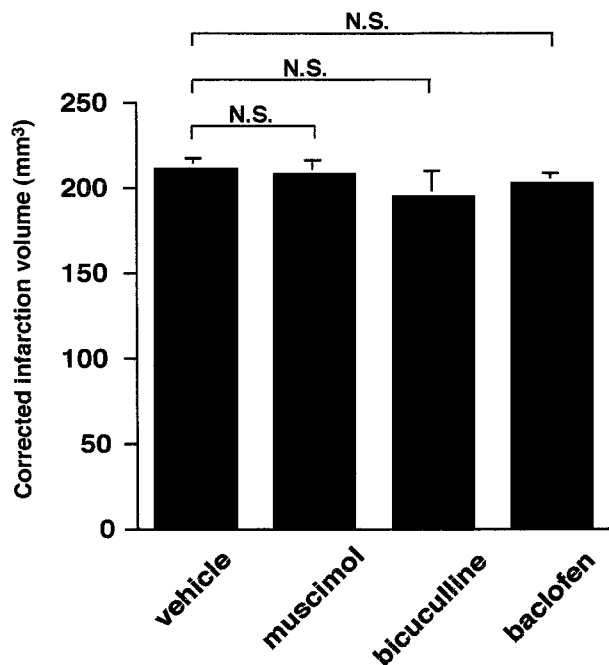 N.S.
N.S.
N.S.
Corrected infarction volume (mm³)
250
200
150
100
50
0
vehicle
muscimol
bicuculline
baclofen